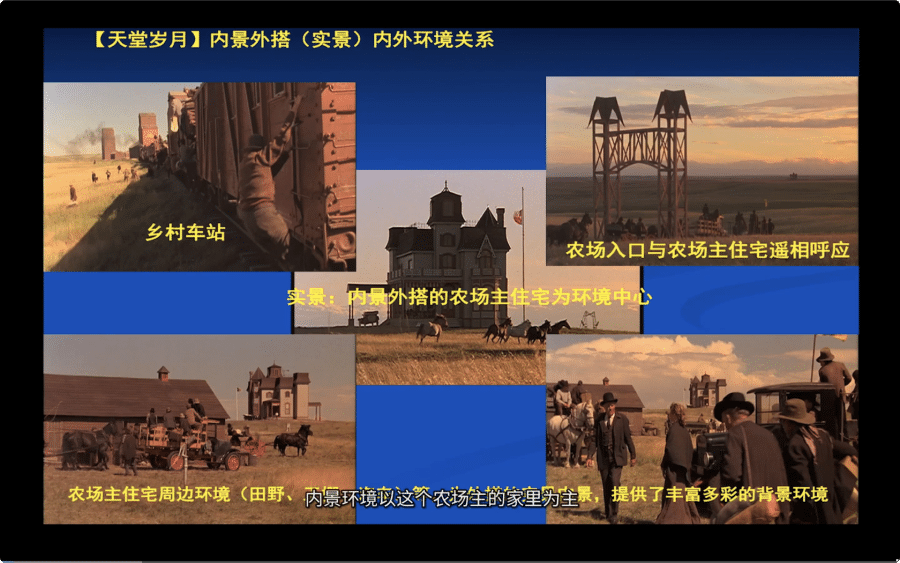 【天堂岁月】内景外搭（实景）内外环境关系
乡村车站
农场入口与农场主住宅遥相呼应
实景：内景外搭的农场主住宅为环境中心
农场主住宅周边环境（田野、
景，提供了丰富多彩的背景环境
内景环境以这个农场主的家里为主